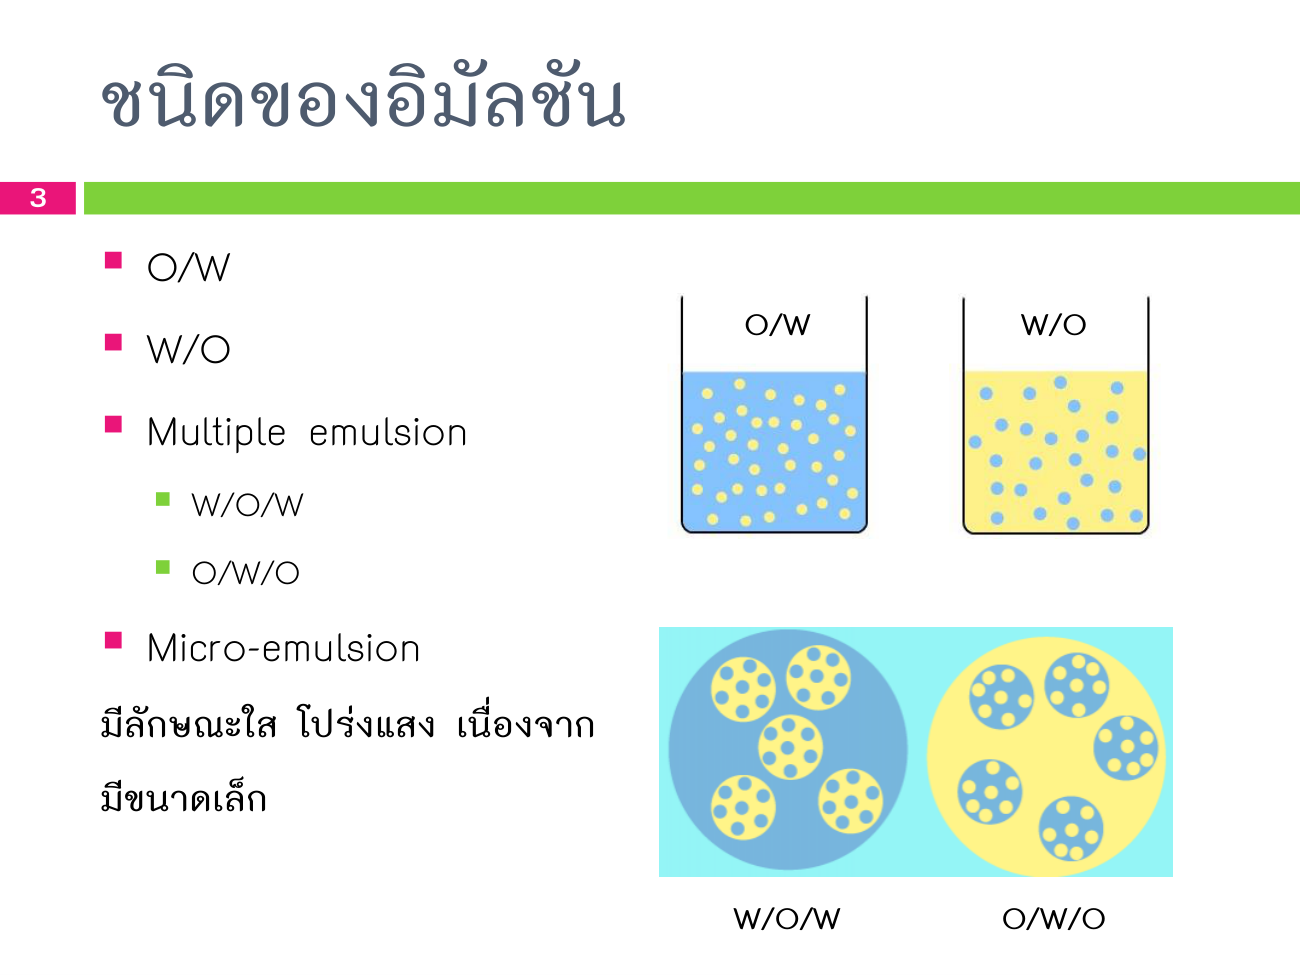 ชนิดของอิมัลชัน
3
O/W
W/O
Multiple emulsion
W/O/W
O/W/O
Micro-emulsion
มีลักษณะใส โปร่งแสง เนื่องจาก
มีขนาดเล็ก
O/W
W/O
W/O/W
O/W/O